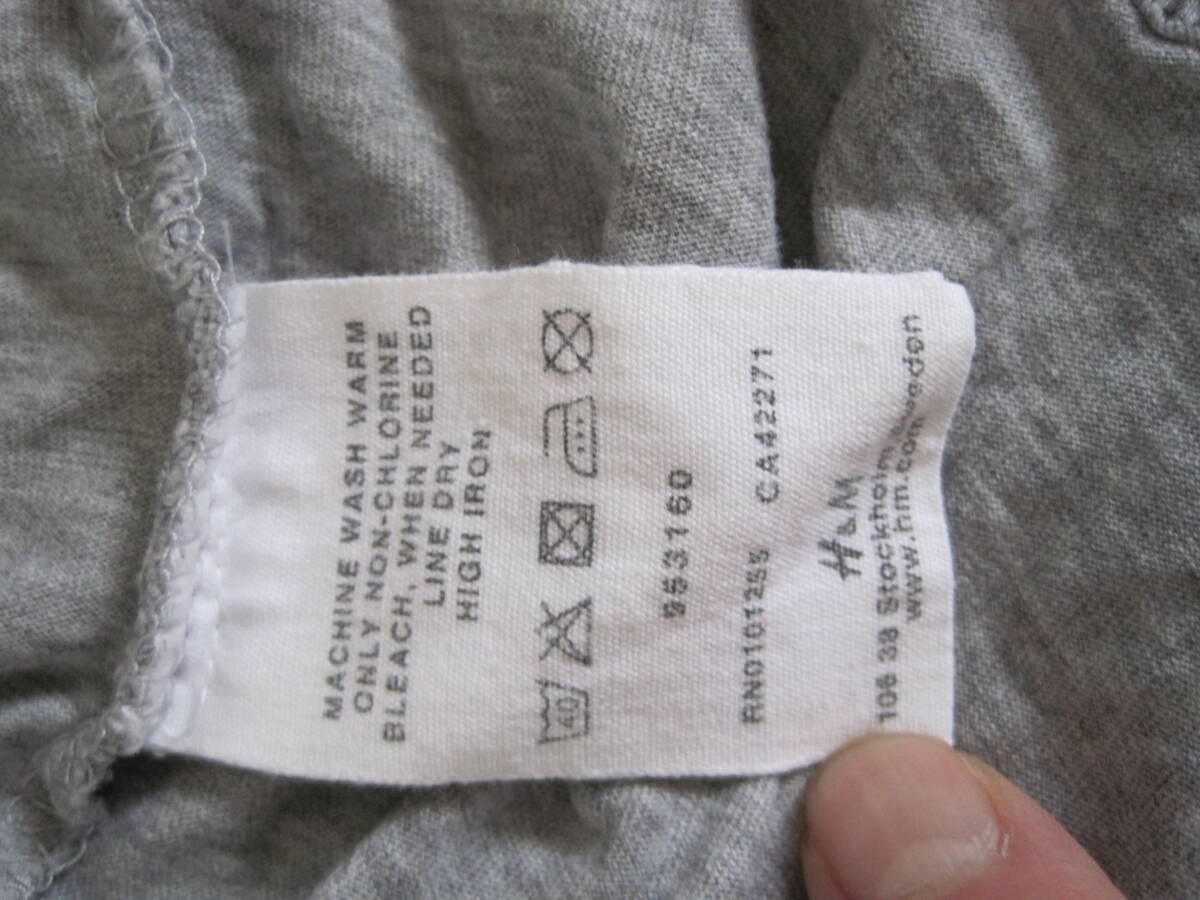 MACHINE WASH WARM
ONLY NON-CHLORINE
BLEACH, WHEN NEEDED
LINE DRY
HIGH IRON
40
953160
RN0101255 CA42271
H&M
106 38 Stockholm
www.hm.com